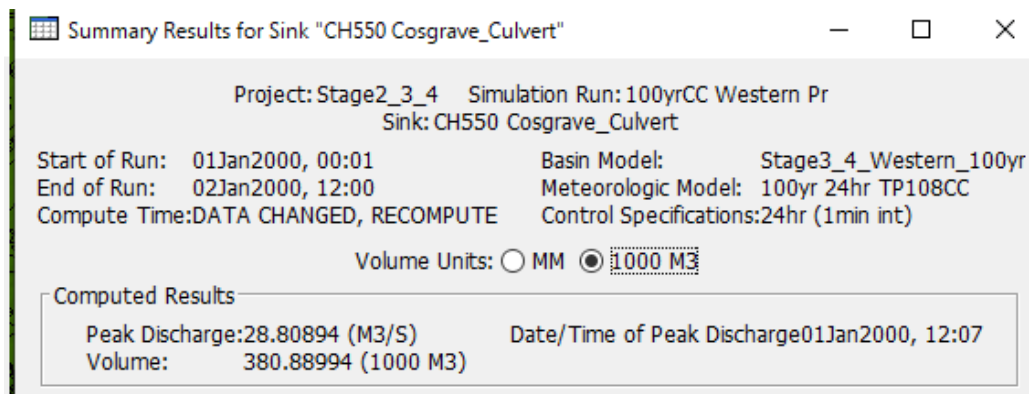 Summary Results for Sink "CH550 Cosgrave_Culvert"
Project: Stage2_3_4 Simulation Run: 100yrCC Western Pr
Sink: CH550 Cosgrave_Culvert
Start of Run: 01Jan2000, 00:01 Basin Model: Stage3_4_Western_100yr
End of Run: 02Jan2000, 12:00 Meteorologic Model: 100yr 24hr TP108CC
Compute Time:DATA CHANGED, RECOMPUTE Control Specifications:24hr (1min int)
Volume Units: MM 1000 M3
Computed Results
Peak Discharge:28.80894 (M3/S) Date/Time of Peak Discharge01Jan2000, 12:07
Volume: 380.88994 (1000 M3)